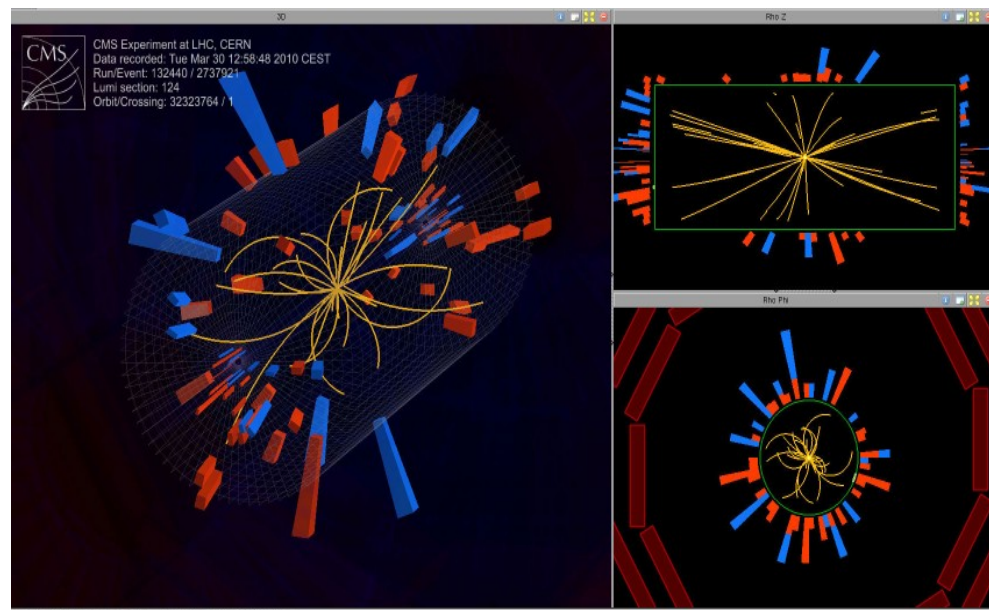 3D
CMS
CMS Experiment at LHC, CERN
Data recorded: Tue Mar 30 12:58:48 2010 CEST
Run/Event: 132440 / 2737921
Lumi section: 124
Orbit/Crossing: 32323764 / 1
Rho Z
Rho Phi